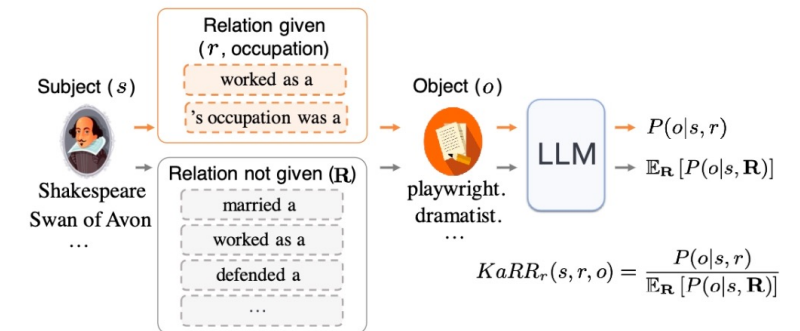 Relation given
(r, occupation)
worked as a
's occupation was a
Subject (s)
Shakespeare
Swan of Avon
...
Relation not given (R)
married a
worked as a
defended a
...
Object (o)
playwright.
dramatist.
...
LLM
P(o|s, r)
𝔼_R [P(o|s, R)]
KaRR_r(s, r, o) = P(o|s, r) / 𝔼_R [P(o|s, R)]